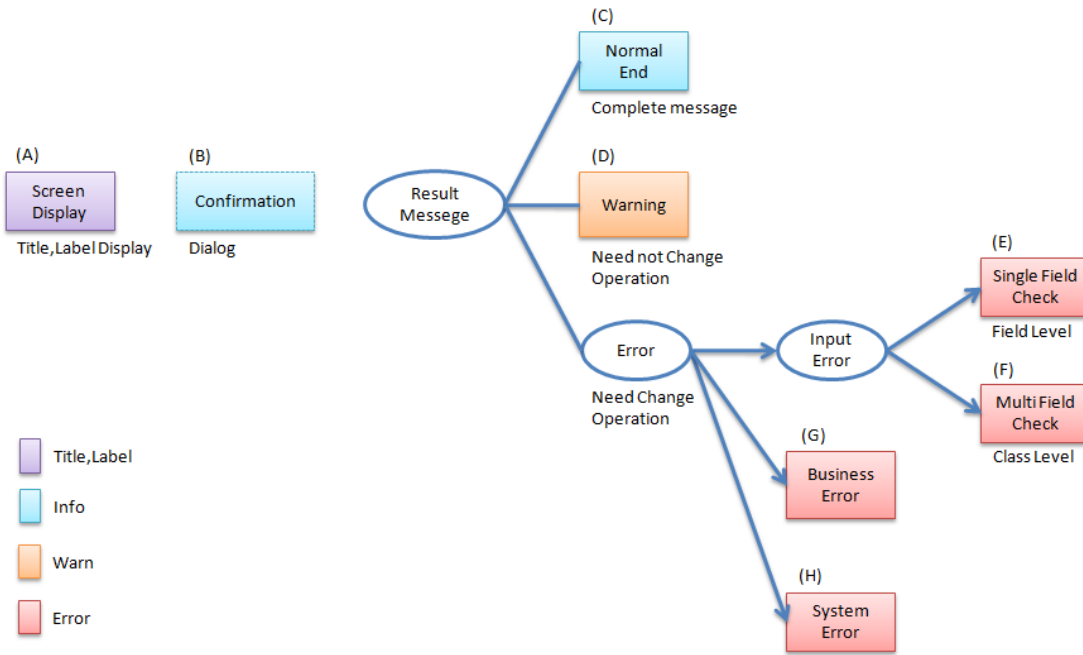 (C)
Normal
End
Complete message
(A)
Screen
Display
Title,Label Display
(B)
Confirmation
Dialog
Result
Messege
(D)
Warning
Need not Change
Operation
Error
Need Change
Operation
Input
Error
(E)
Single Field
Check
Field Level
(F)
Multi Field
Check
Class Level
(G)
Business
Error
(H)
System
Error
Title,Label
Info
Warn
Error